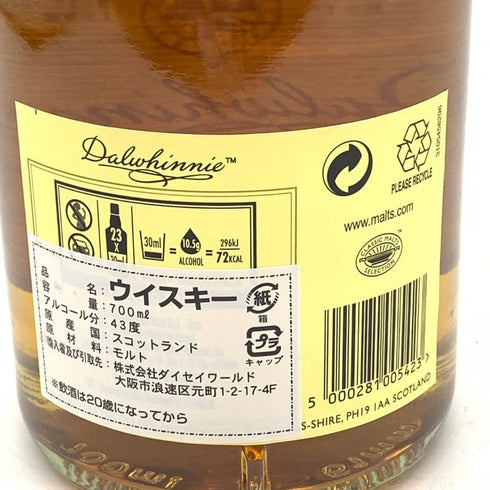 Dalwhinnie™
23
X
30ml
30ml
=
10.5g
ALCOHOL
=
296kJ
72KCAL
PLEASE RECYCLE
www.malts.com
CLASSIC MALTS
SELECTION
品名:ウイスキー
容量:700㎖
アルコール分:43度
原産国:スコットランド
原材料:モルト
輸入者及び引取先:株式会社ダイセイワールド
大阪市浪速区元町1-2-17-4F
※飲酒は20歳になってから
紙
箱
プラ
キャップ
5 000281005423 >
S-SHIRE, PH19 1AA SCOTLAND